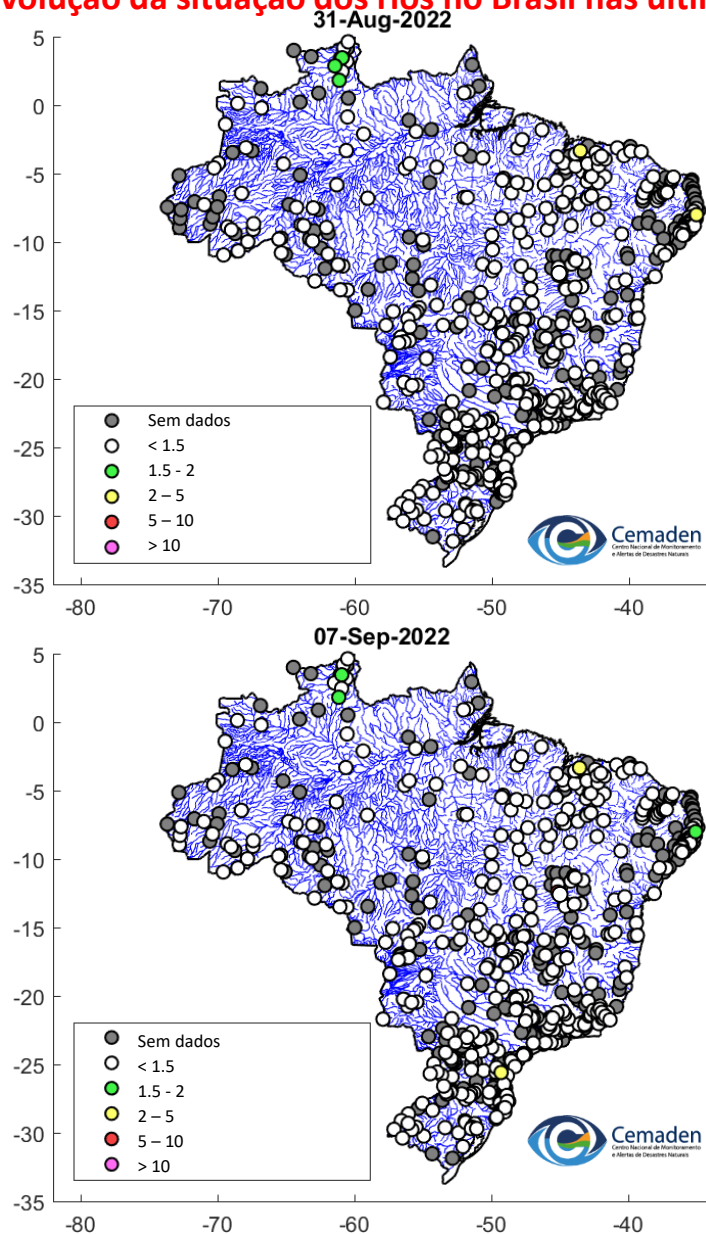 volução da situação dos rios no Brasil nas últi
31-Aug-2022
5
0
-5
-10
-15
-20
-25
-30
-35
Sem dados
< 1.5
1.5 - 2
2 – 5
5 – 10
> 10
Cemaden
Centro Nacional de Monitoramento
e Alertas de Desastres Naturais
-80 -70 -60 -50 -40
07-Sep-2022
5
0
-5
-10
-15
-20
-25
-30
-35
Sem dados
< 1.5
1.5 - 2
2 – 5
5 – 10
> 10
Cemaden
Centro Nacional de Monitoramento
e Alertas de Desastres Naturais
-80 -70 -60 -50 -40